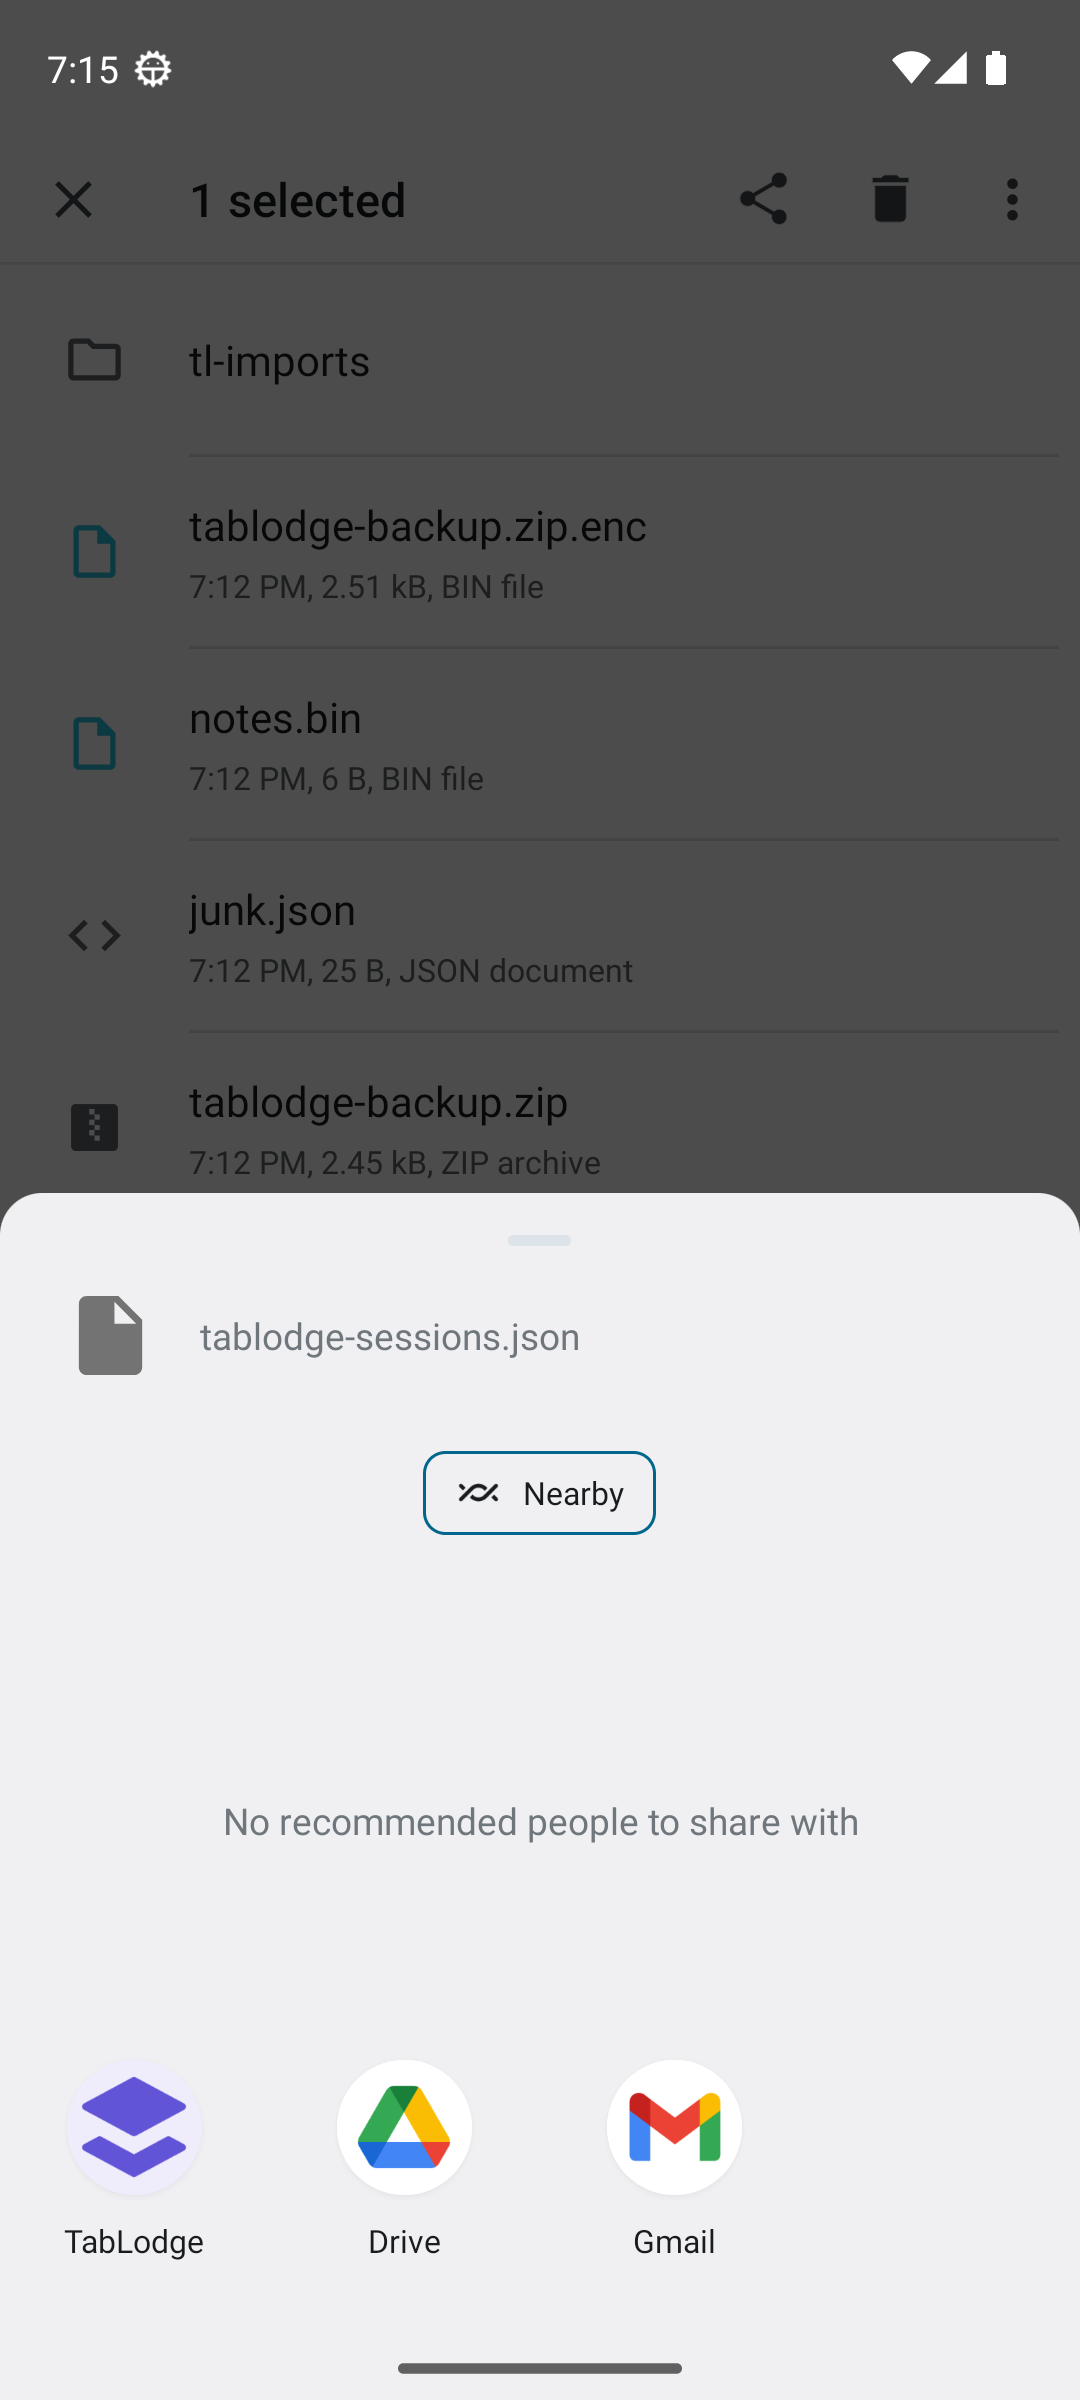 7:15
1 selected
tl-imports
tablodge-backup.zip.enc
7:12 PM, 2.51 kB, BIN file
notes.bin
7:12 PM, 6 B, BIN file
junk.json
7:12 PM, 25 B, JSON document
tablodge-backup.zip
7:12 PM, 2.45 kB, ZIP archive
tablodge-sessions.json
Nearby
No recommended people to share with
TabLodge
Drive
Gmail